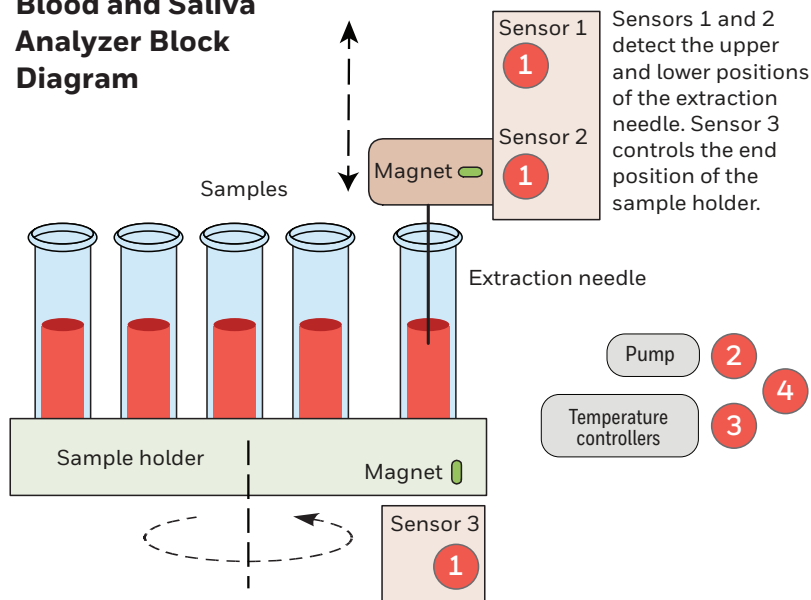 Blood and Saliva
Analyzer Block
Diagram
Sensor 1
1
Sensor 2
1
Magnet
Sensors 1 and 2
detect the upper
and lower positions
of the extraction
needle. Sensor 3
controls the end
position of the
sample holder.
Samples
Extraction needle
Pump
2
4
Temperature
controllers
3
Sample holder
Magnet
Sensor 3
1